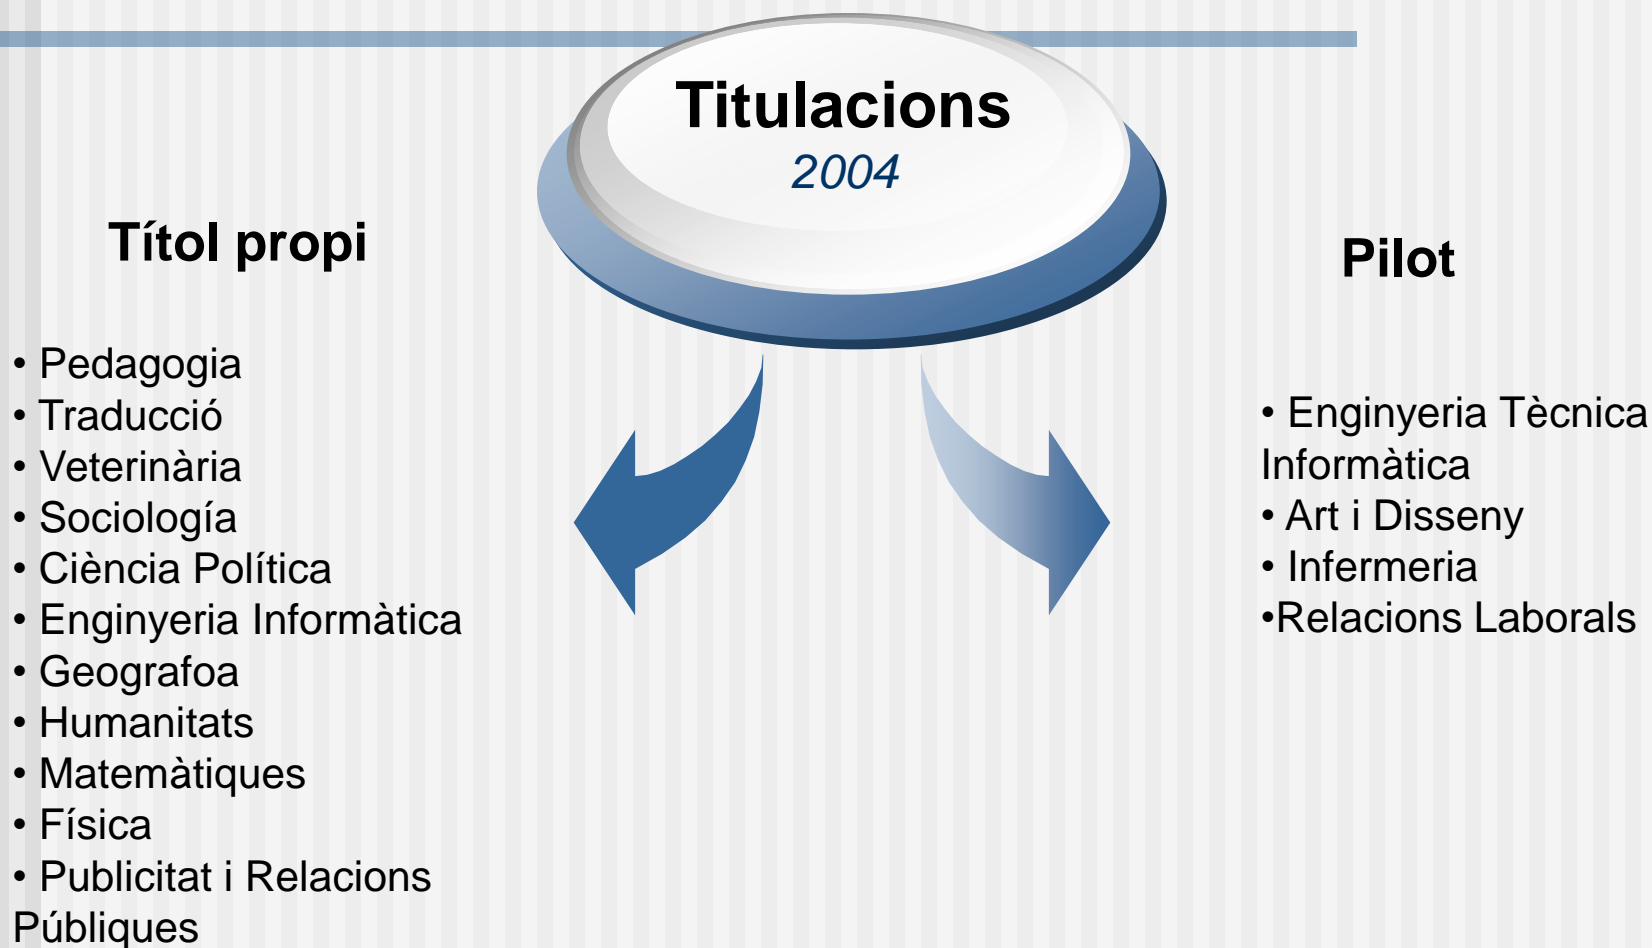 Titulacions
2004
Títol propi
• Pedagogia
• Traducció
• Veterinària
• Sociología
• Ciència Política
• Enginyeria Informàtica
• Geografoa
• Humanitats
• Matemàtiques
• Física
• Publicitat i Relacions
Públiques
Pilot
• Enginyeria Tècnica
Informàtica
• Art i Disseny
• Infermeria
•Relacions Laborals